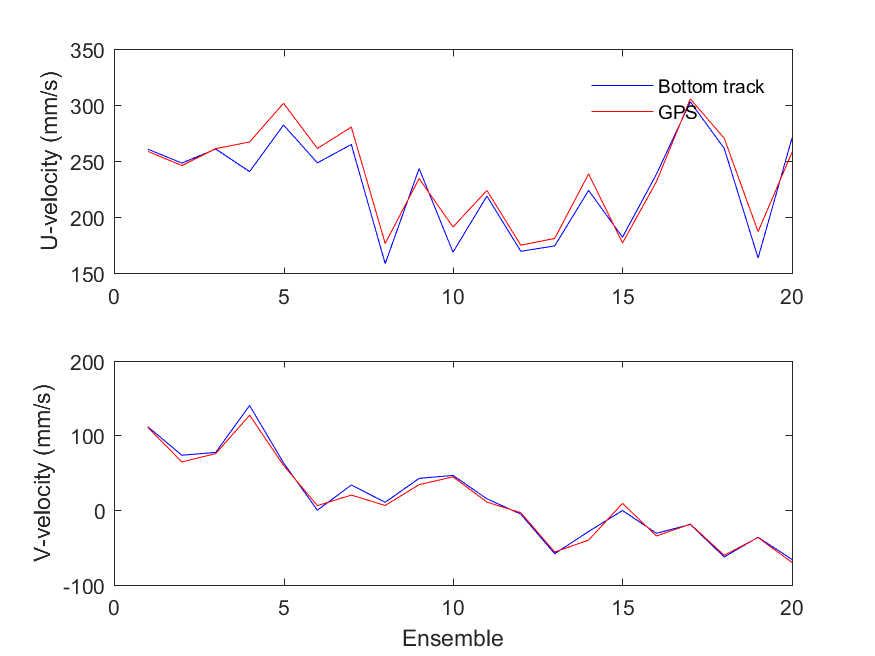 350
300
250
200
150
U-velocity (mm/s)
Bottom track
GPS
0 5 10 15 20
200
100
0
-100
V-velocity (mm/s)
0 5 10 15 20
Ensemble